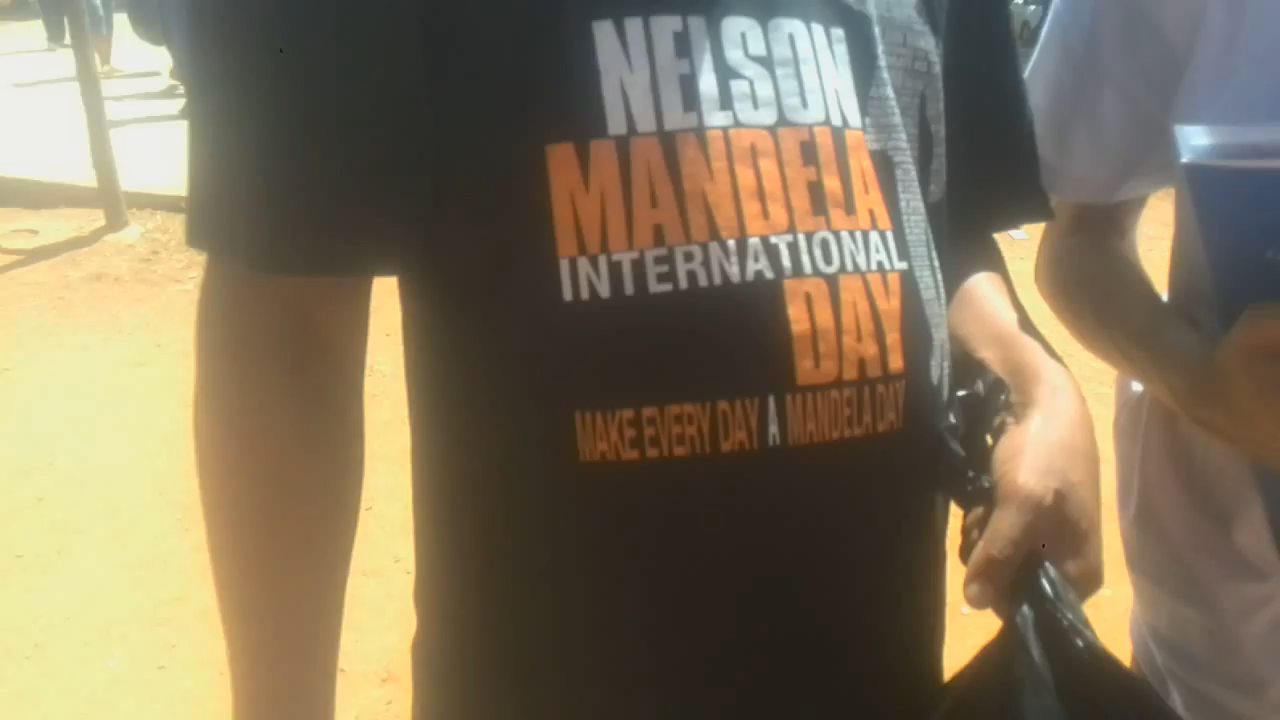 NELSON
MANDELA
INTERNATIONAL
DAY
MAKE EVERY DAY A MANDELA DAY